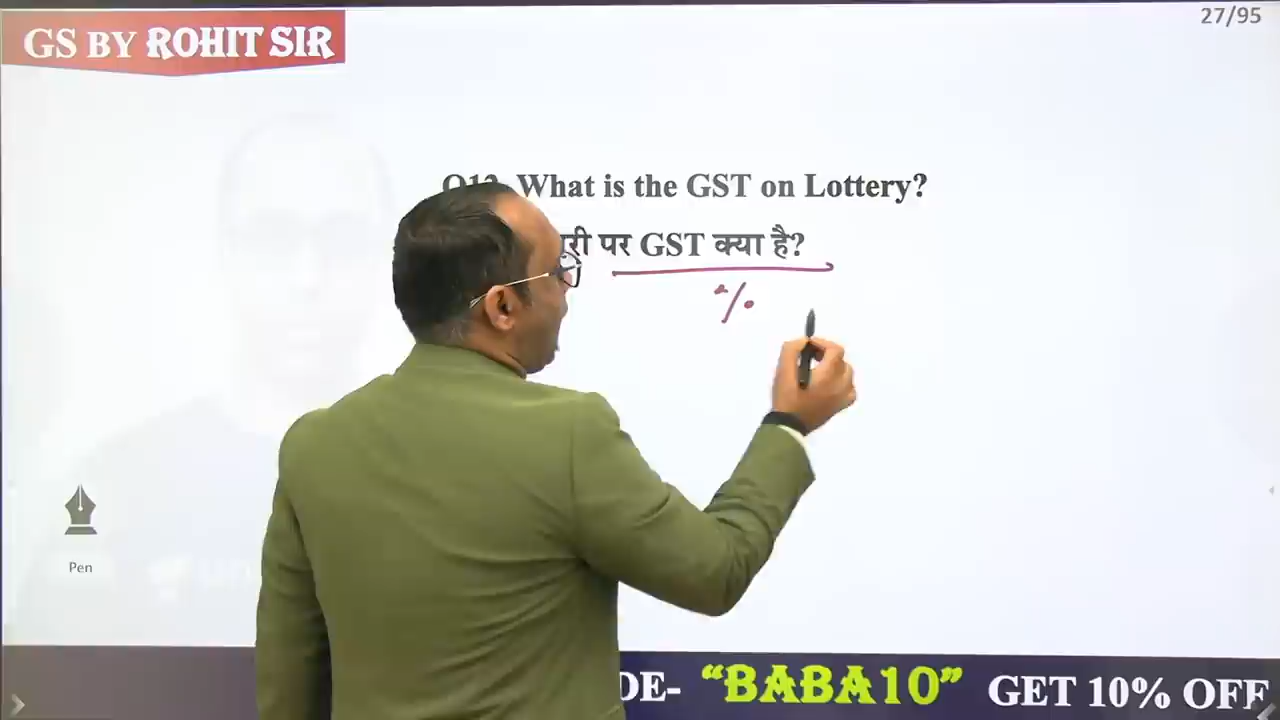 GS BY ROHIT SIR
27/95
What is the GST on Lottery?
पर GST क्या है?
%
Pen
"BABA10" GET 10% OFF